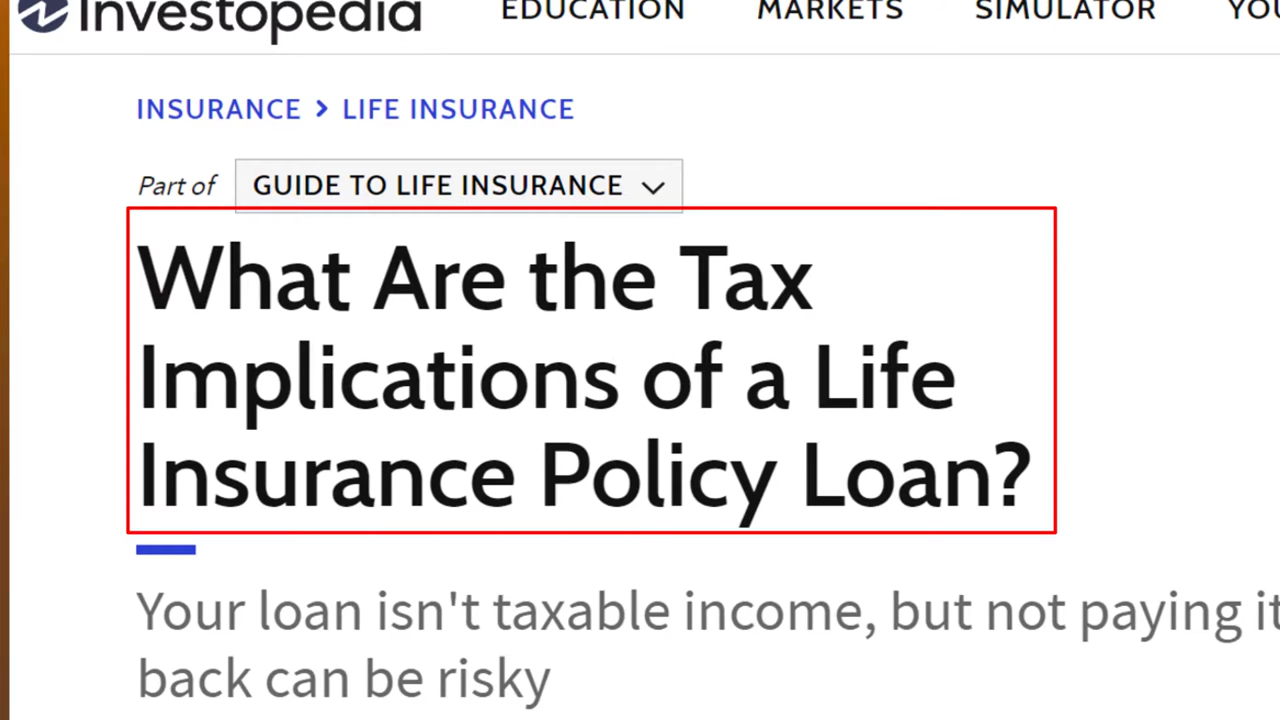 Investopedia EDUCATION MARKETS SIMULATOR
INSURANCE > LIFE INSURANCE
Part of GUIDE TO LIFE INSURANCE
What Are the Tax
Implications of a Life
Insurance Policy Loan?
Your loan isn't taxable income, but not paying it
back can be risky